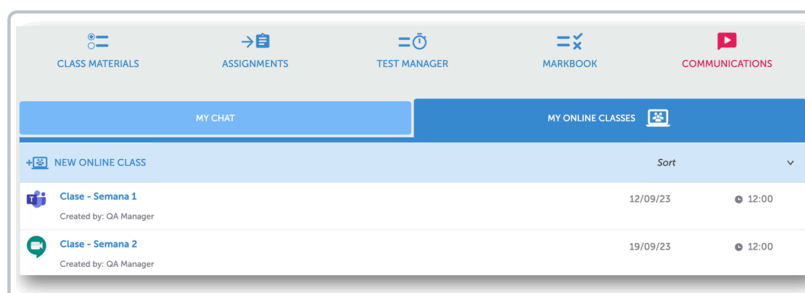 CLASS MATERIALS
ASSIGNMENTS
TEST MANAGER
MARKBOOK
COMMUNICATIONS
MY CHAT
MY ONLINE CLASSES
NEW ONLINE CLASS
Sort
Clase - Semana 1
12/09/23
12:00
Created by: QA Manager
Clase - Semana 2
19/09/23
12:00
Created by: QA Manager